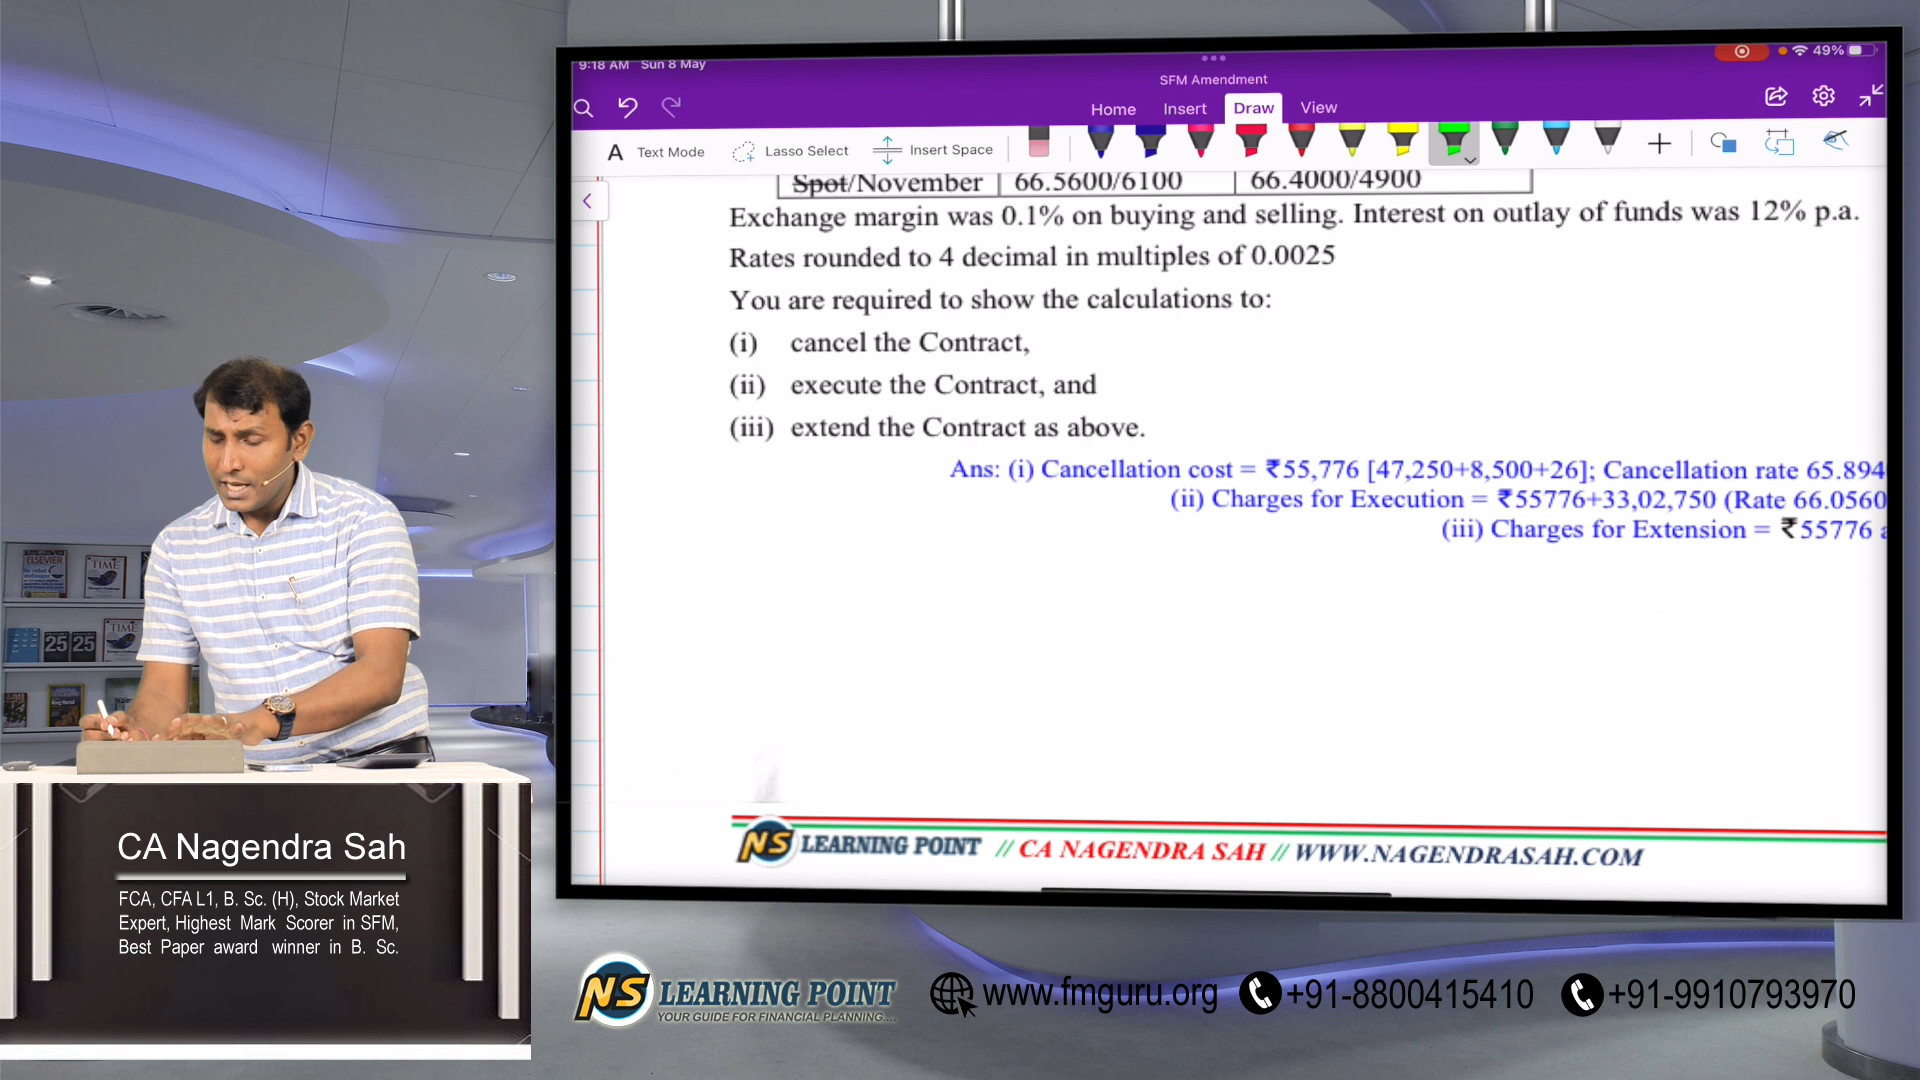 9:18 AM Sun 8 May
49%
SFM Amendment
Home Insert Draw View
A Text Mode Lasso Select Insert Space
Spot/November 66.5600/6100 66.4000/4900
Exchange margin was 0.1% on buying and selling. Interest on outlay of funds was 12% p.a.
Rates rounded to 4 decimal in multiples of 0.0025
You are required to show the calculations to:
(i) cancel the Contract,
(ii) execute the Contract, and
(iii) extend the Contract as above.
Ans: (i) Cancellation cost = ₹55,776 [47,250+8,500+26]; Cancellation rate 65.894
(ii) Charges for Execution = ₹55776+33,02,750 (Rate 66.0560
(iii) Charges for Extension = ₹55776
NS LEARNING POINT // CA NAGENDRA SAH // WWW.NAGENDRASAH.COM
ELSEVIER
TIME
TIME
25 25
CA Nagendra Sah
FCA, CFA L1, B. Sc. (H), Stock Market
Expert, Highest Mark Scorer in SFM,
Best Paper award winner in B. Sc.
NS LEARNING POINT
YOUR GUIDE FOR FINANCIAL PLANNING....
www.fmguru.org +91-8800415410 +91-9910793970